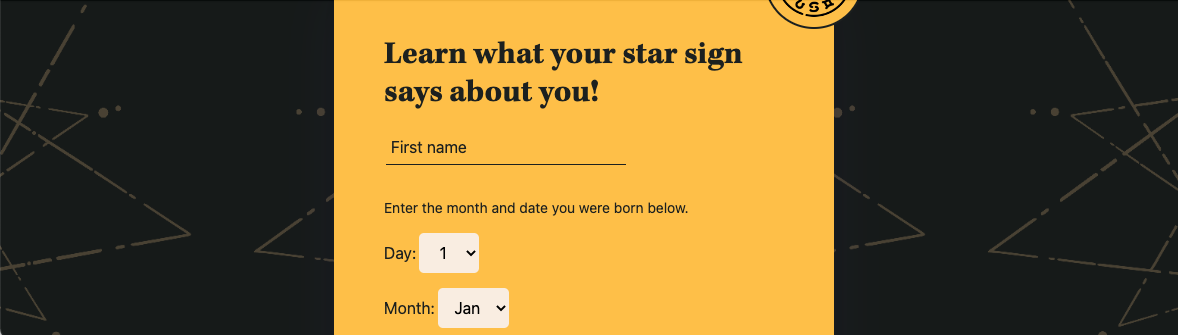 Learn what your star sign
says about you!
First name
Enter the month and date you were born below.
Day: 1
Month: Jan